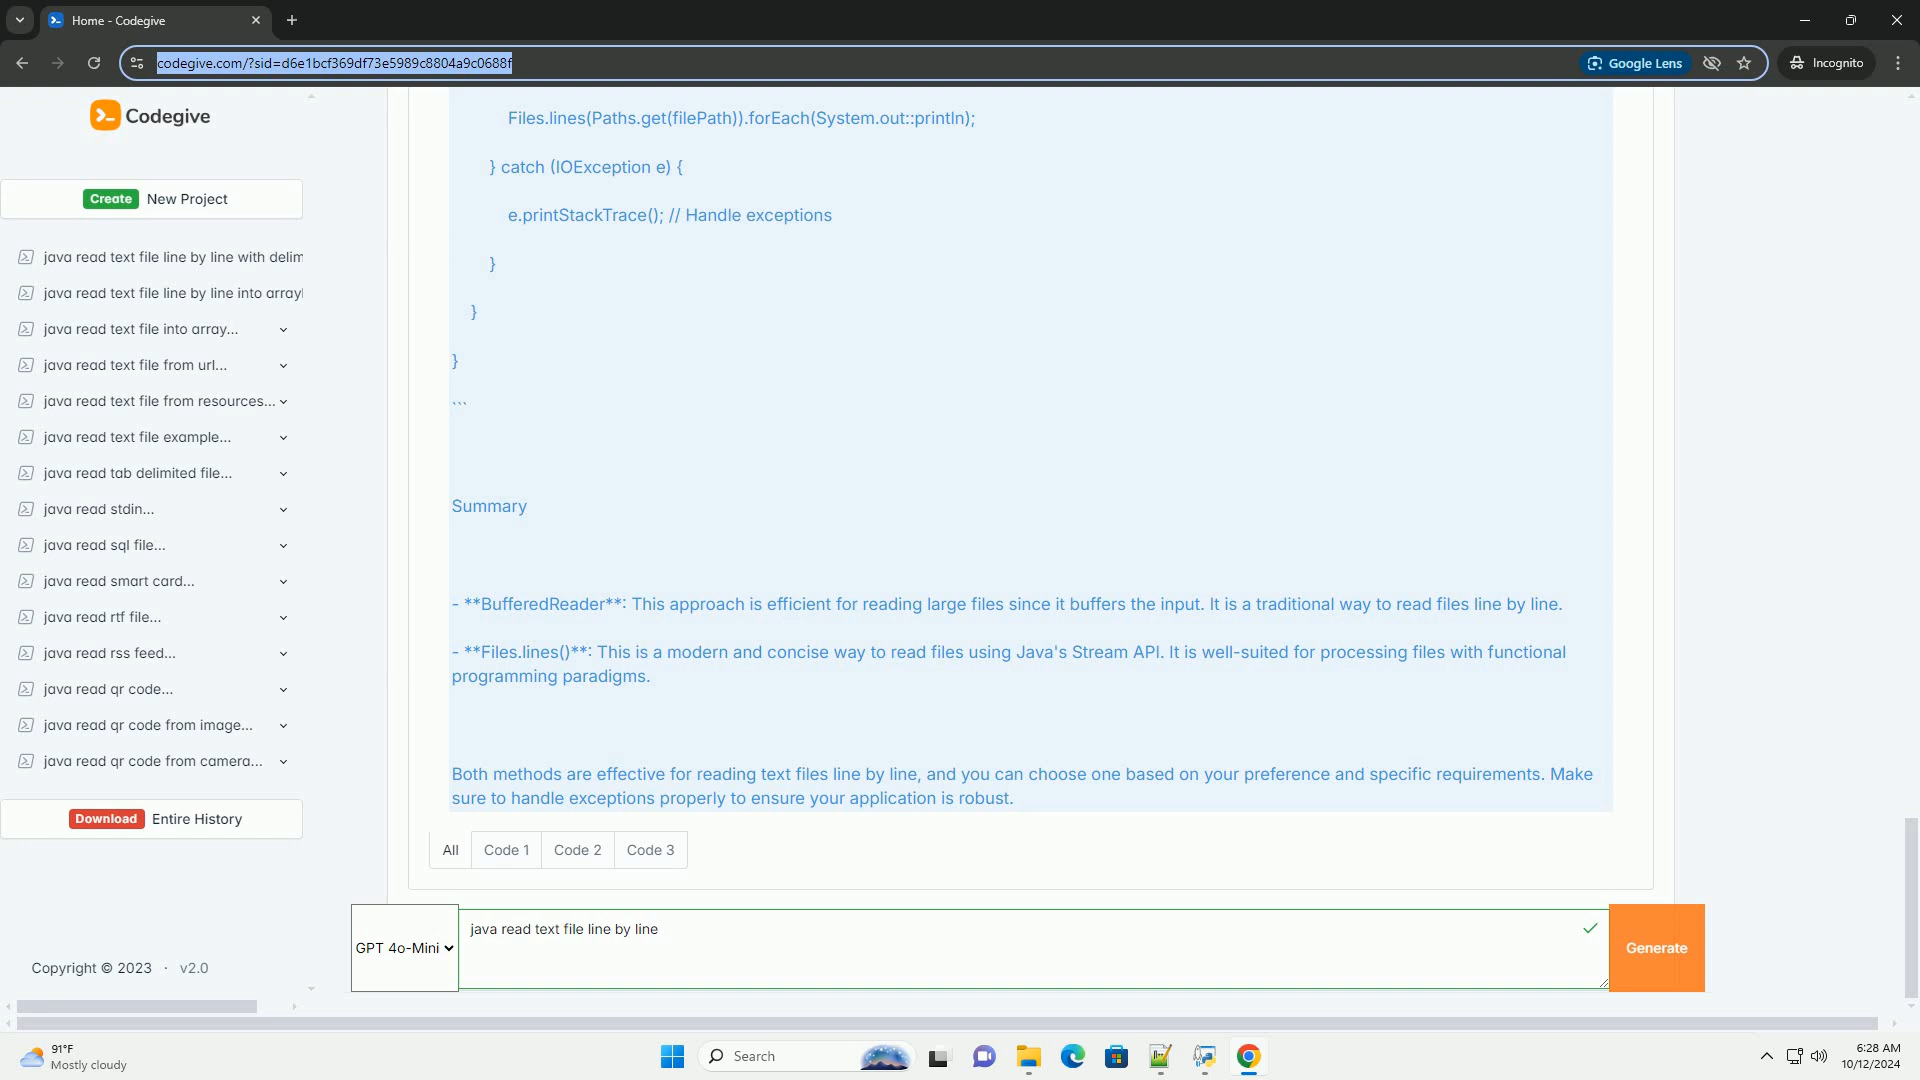 Home - Codegive
codegive.com/?sid=d6e1bcf369df73e5989c8804a9c0688f
Google Lens
Incognito
Codegive
Create New Project
java read text file line by line with delim
java read text file line by line into arrayl
java read text file into array...
java read text file from url...
java read text file from resources...
java read text file example...
java read tab delimited file...
java read stdin...
java read sql file...
java read smart card...
java read rtf file...
java read rss feed...
java read qr code...
java read qr code from image...
java read qr code from camera...
Download Entire History
Copyright © 2023 · v2.0
Files.lines(Paths.get(filePath)).forEach(System.out::println);
} catch (IOException e) {
e.printStackTrace(); // Handle exceptions
}
}
}
```
Summary
- **BufferedReader**: This approach is efficient for reading large files since it buffers the input. It is a traditional way to read files line by line.
- **Files.lines()**: This is a modern and concise way to read files using Java's Stream API. It is well-suited for processing files with functional
programming paradigms.
Both methods are effective for reading text files line by line, and you can choose one based on your preference and specific requirements. Make
sure to handle exceptions properly to ensure your application is robust.
All Code 1 Code 2 Code 3
GPT 4o-Mini
java read text file line by line
Generate
91°F
Mostly cloudy
Search
6:28 AM
10/12/2024